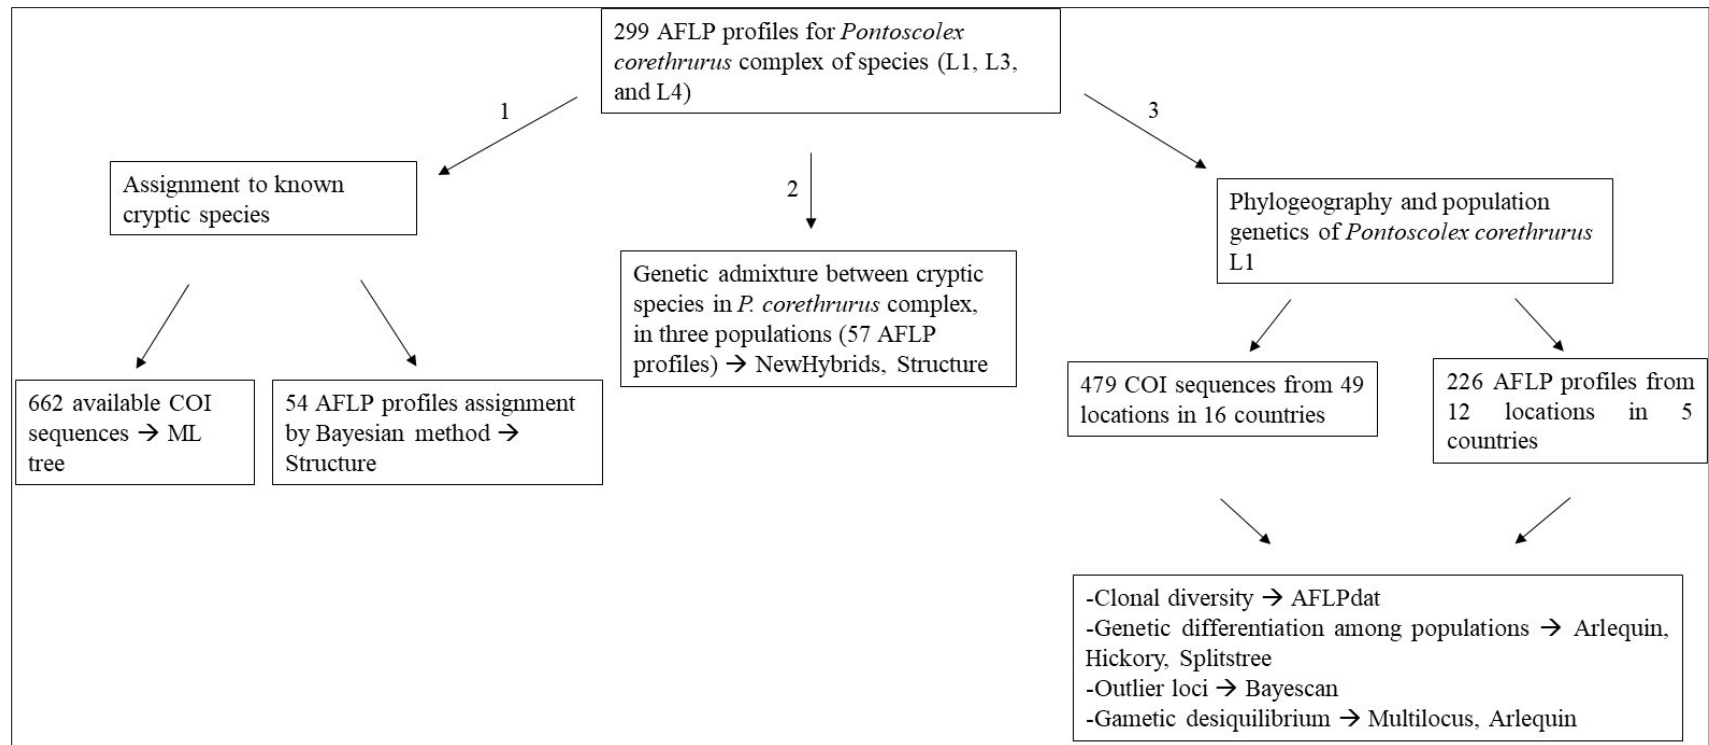 299 AFLP profiles for Pontoscolex
corethrurus complex of species (L1, L3,
and L4)
1
2
3
Assignment to known
cryptic species
Genetic admixture between cryptic
species in P. corethrurus complex,
in three populations (57 AFLP
profiles) → NewHybrids, Structure
Phylogeography and population
genetics of Pontoscolex corethrurus
L1
662 available COI
sequences → ML
tree
54 AFLP profiles assignment
by Bayesian method →
Structure
479 COI sequences from 49
locations in 16 countries
226 AFLP profiles from
12 locations in 5
countries
-Clonal diversity → AFLPdat
-Genetic differentiation among populations → Arlequin,
Hickory, Splitstree
-Outlier loci → Bayescan
-Gametic desiquilibrium → Multilocus, Arlequin